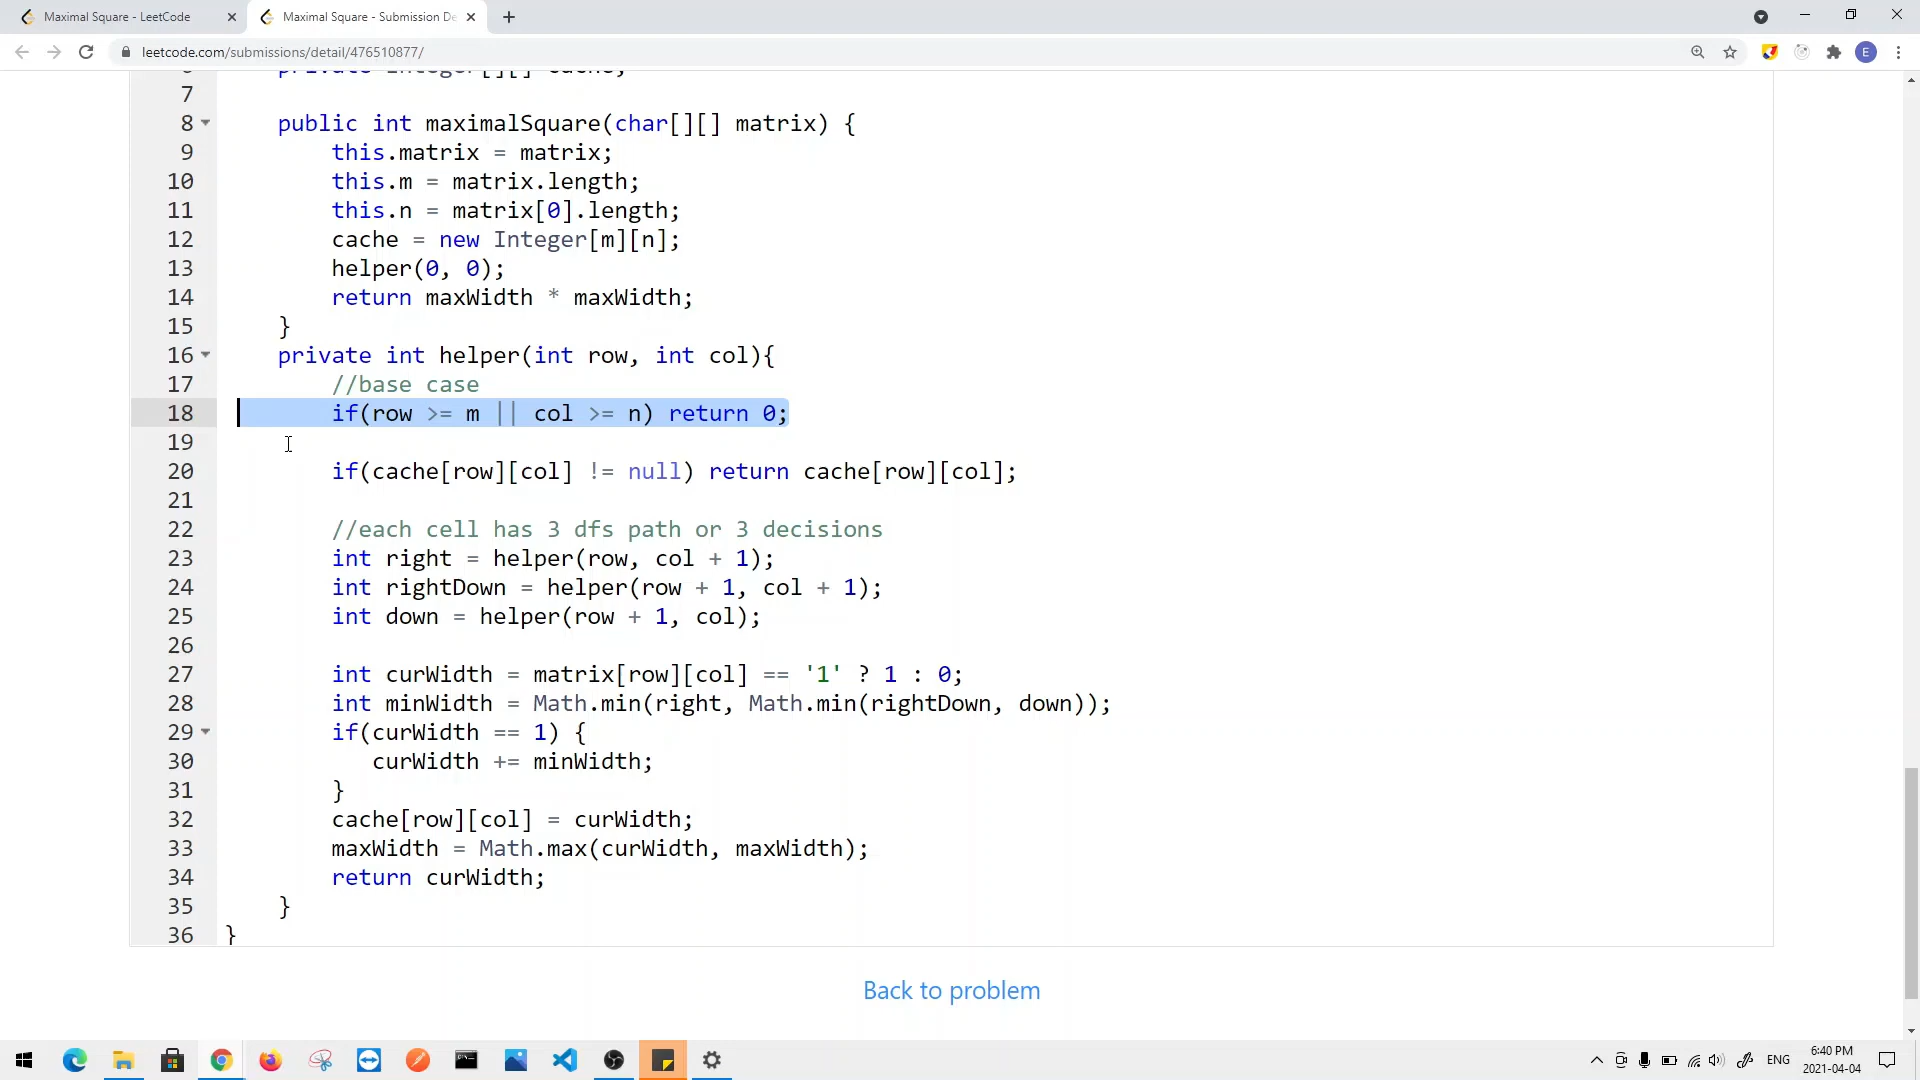 Maximal Square - LeetCode
Maximal Square - Submission De
leetcode.com/submissions/detail/476510877/
E
7
8 public int maximalSquare(char[][] matrix) {
9 this.matrix = matrix;
10 this.m = matrix.length;
11 this.n = matrix[0].length;
12 cache = new Integer[m][n];
13 helper(0, 0);
14 return maxWidth * maxWidth;
15 }
16 private int helper(int row, int col){
17 //base case
18 if(row >= m || col >= n) return 0;
19
20 if(cache[row][col] != null) return cache[row][col];
21
22 //each cell has 3 dfs path or 3 decisions
23 int right = helper(row, col + 1);
24 int rightDown = helper(row + 1, col + 1);
25 int down = helper(row + 1, col);
26
27 int curWidth = matrix[row][col] == '1' ? 1 : 0;
28 int minWidth = Math.min(right, Math.min(rightDown, down));
29 if(curWidth == 1) {
30 curWidth += minWidth;
31 }
32 cache[row][col] = curWidth;
33 maxWidth = Math.max(curWidth, maxWidth);
34 return curWidth;
35 }
36 }
Back to problem
ENG
6:40 PM
2021-04-04